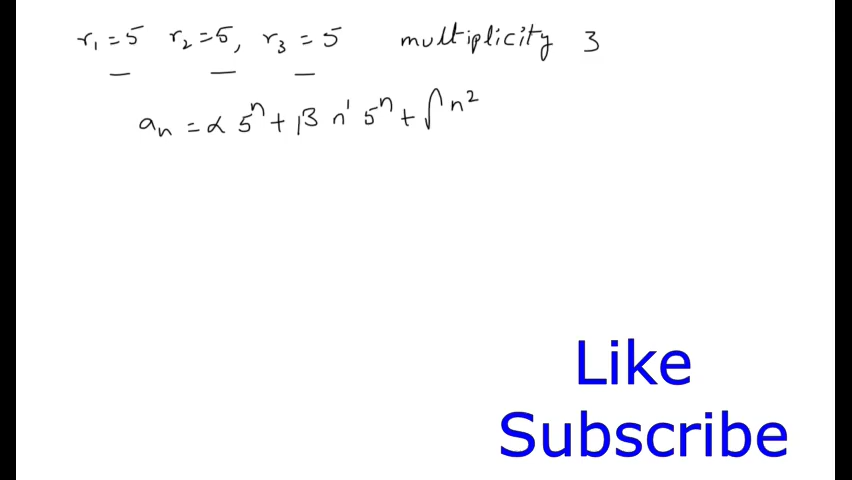 r₁ = 5 r₂ = 5, r₃ = 5 multiplicity 3
aₙ = α 5ⁿ + β n¹ 5ⁿ + Γ n²
Like
Subscribe